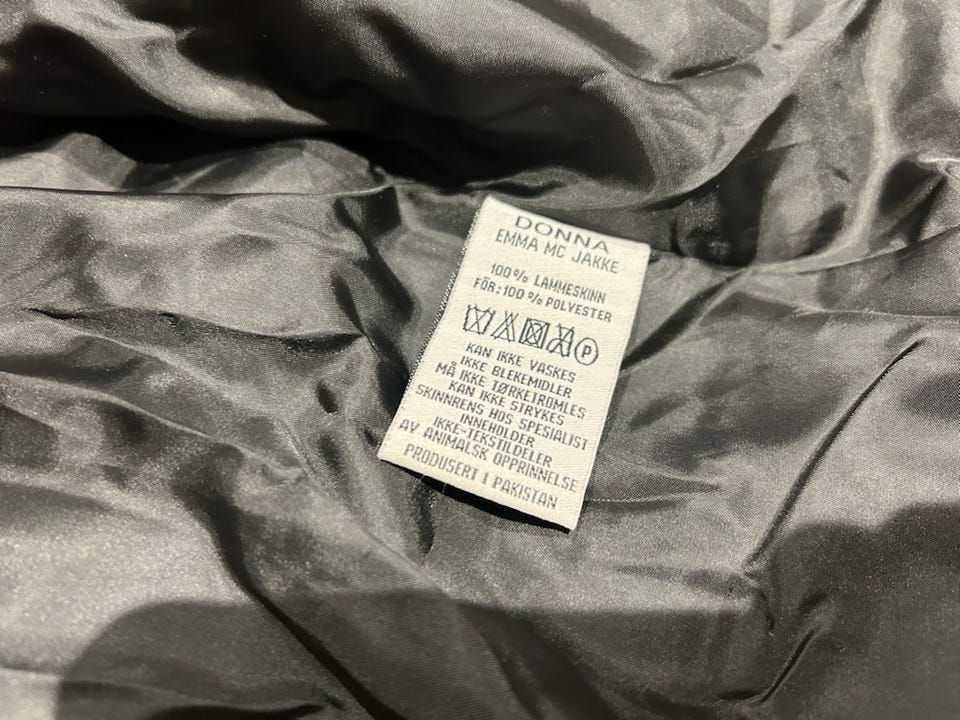 DONNA
EMMA MC JAKKE
100% LAMMESKINN
FÖR: 100% POLYESTER
P
KAN IKKE VASKES
IKKE BLEKEMIDLER
MÅ IKKE TØRKETROMLES
KAN IKKE STRYKES
SKINNRENS HOS SPESIALIST
INNEHOLDER
IKKE-TEKSTILDELER
AV ANIMALSK OPPRINNELSE
PRODUSERT I PAKISTAN